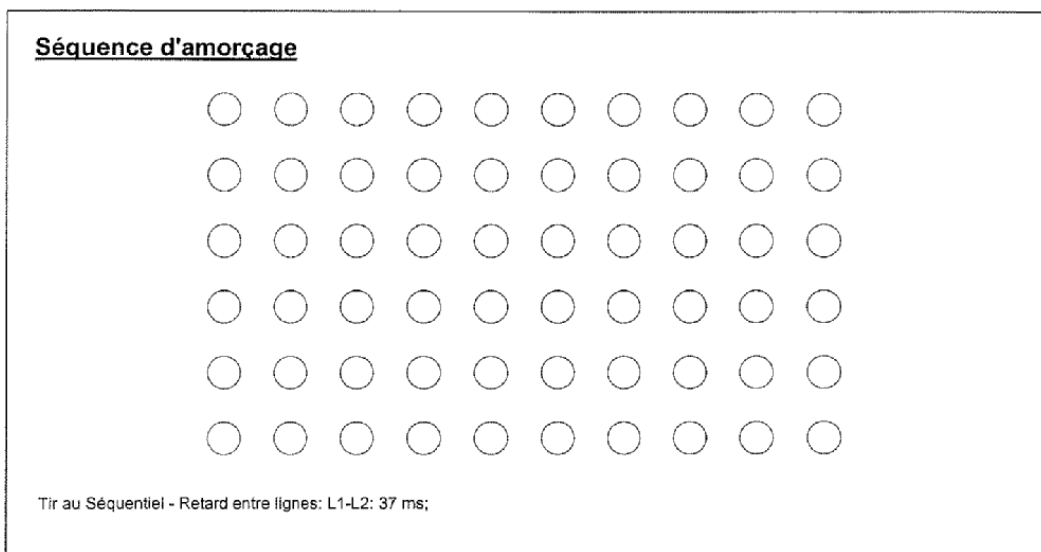 Séquence d'amorçage
Tir au Séquentiel - Retard entre lignes: L1-L2: 37 ms;